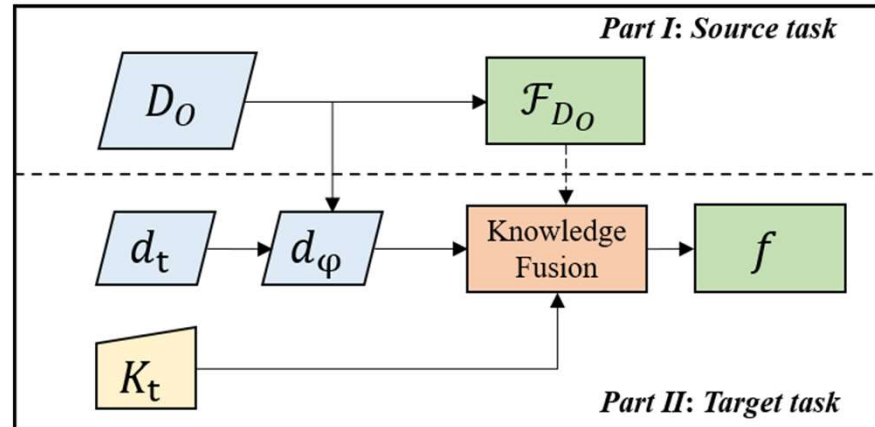 Part I: Source task
D_O
ℱ_{D_O}
d_t
d_φ
Knowledge
Fusion
f
K_t
Part II: Target task